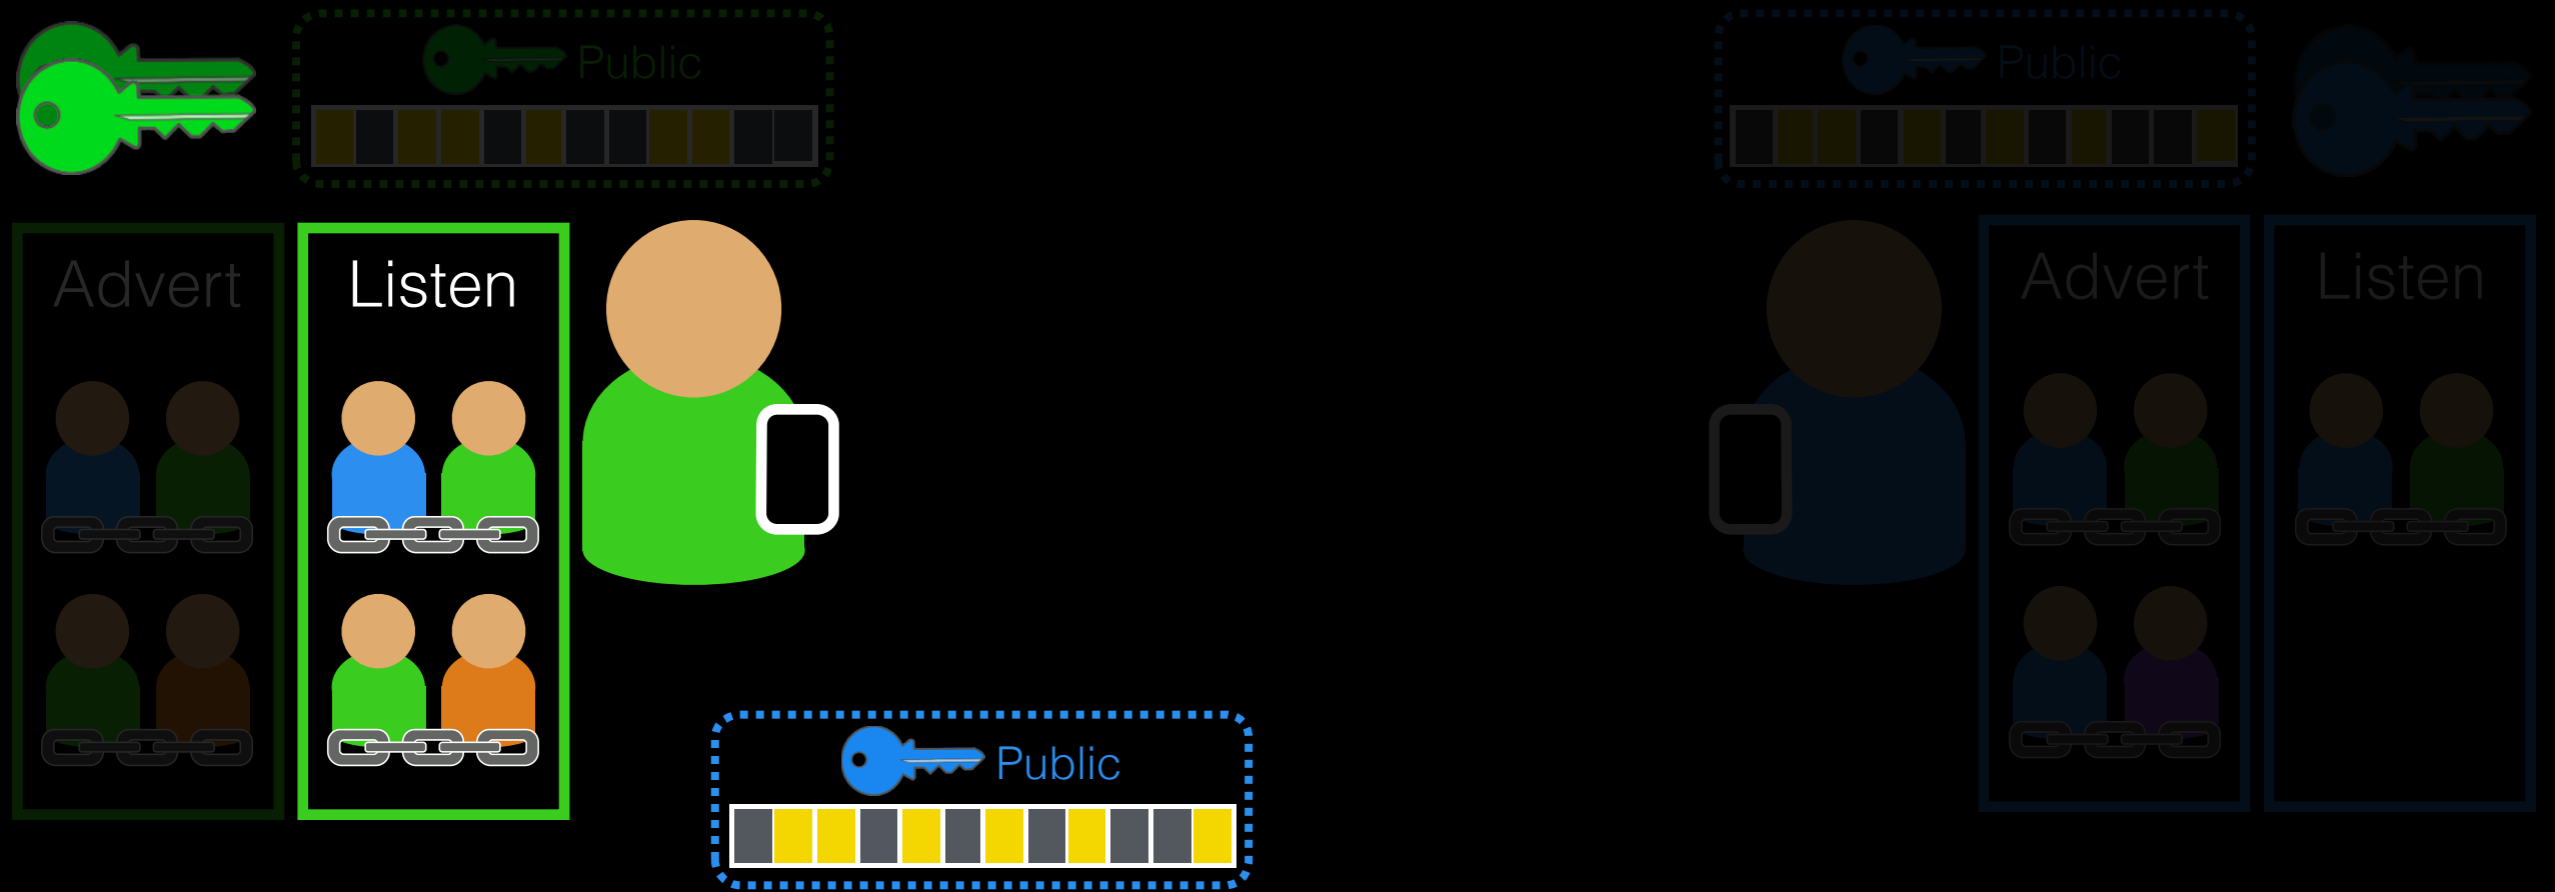 Public
Public
Advert
Listen
Advert
Listen
Public